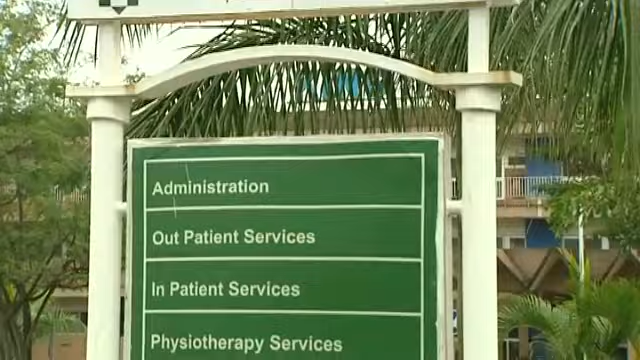 Administration
Out Patient Services
In Patient Services
Physiotherapy Services